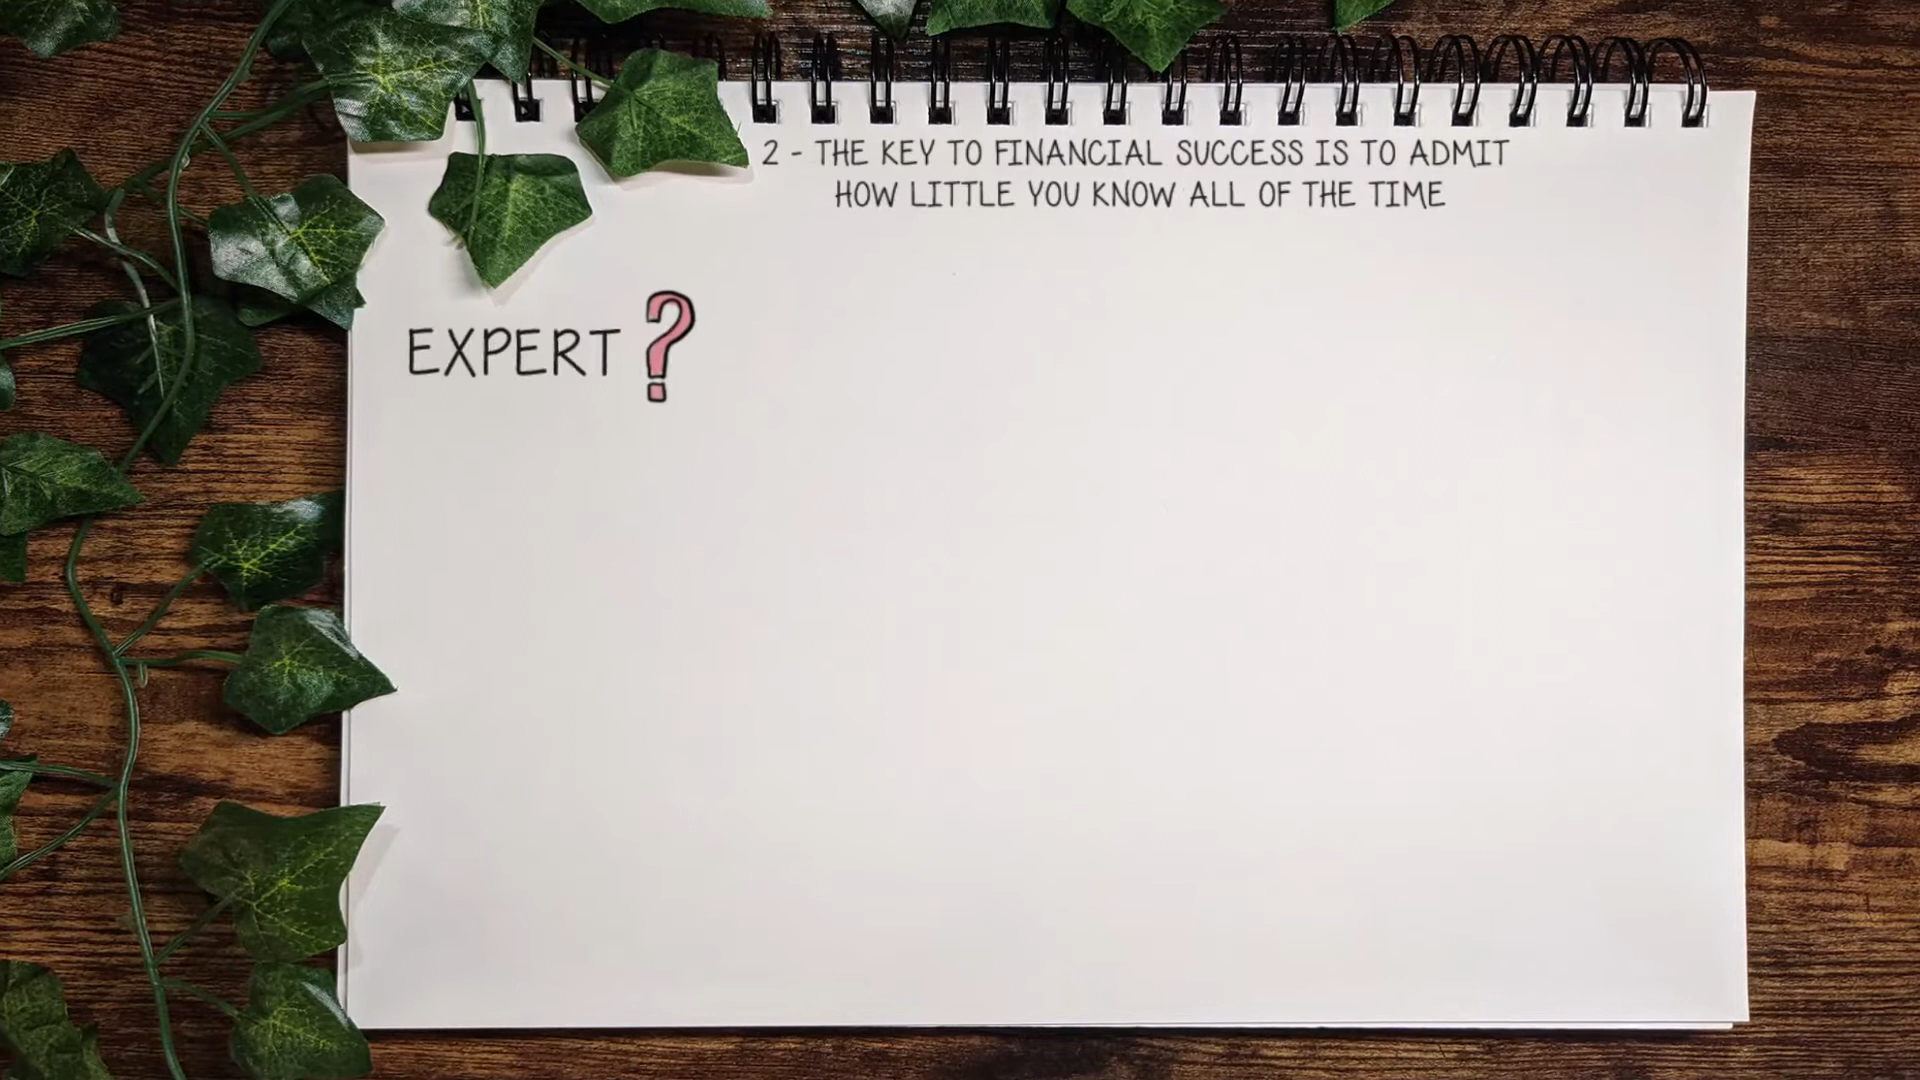 2 - THE KEY TO FINANCIAL SUCCESS IS TO ADMIT
HOW LITTLE YOU KNOW ALL OF THE TIME
EXPERT ?